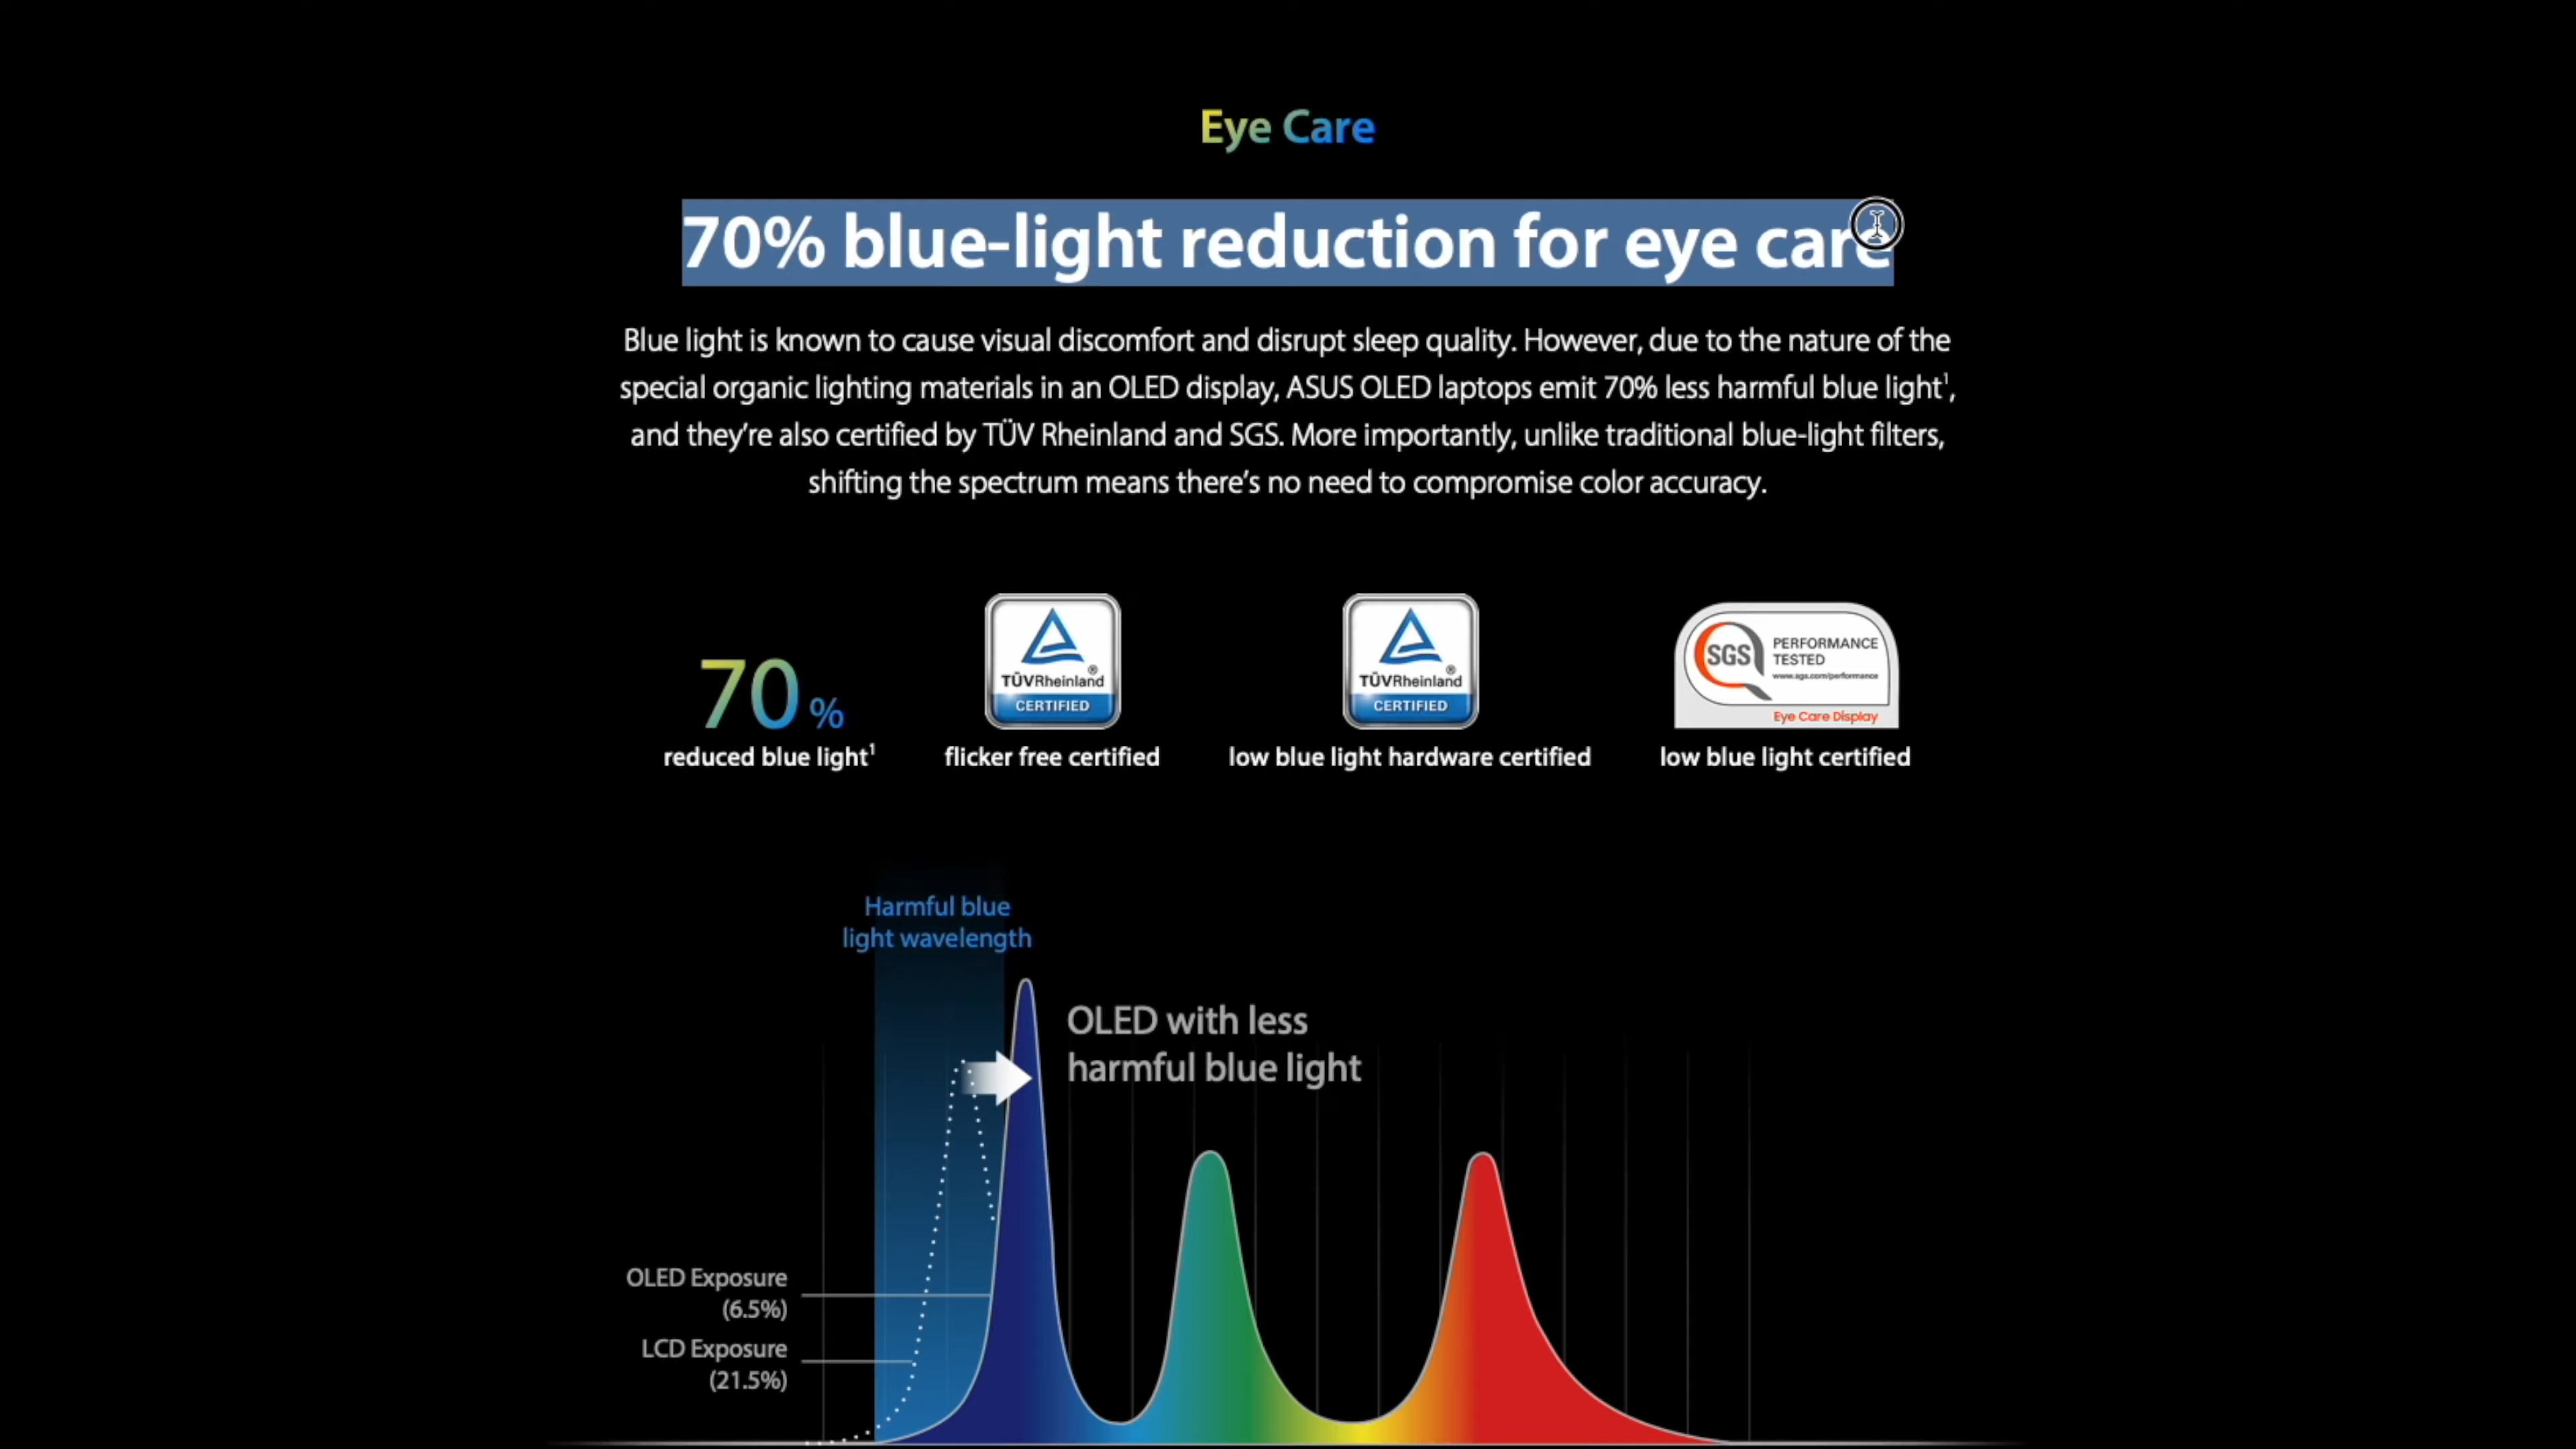 Eye Care
70% blue-light reduction for eye care
Blue light is known to cause visual discomfort and disrupt sleep quality. However, due to the nature of the
special organic lighting materials in an OLED display, ASUS OLED laptops emit 70% less harmful blue light¹,
and they’re also certified by TÜV Rheinland and SGS. More importantly, unlike traditional blue-light filters,
shifting the spectrum means there’s no need to compromise color accuracy.
70 %
reduced blue light¹
TÜVRheinland®
CERTIFIED
flicker free certified
TÜVRheinland®
CERTIFIED
low blue light hardware certified
SGS
PERFORMANCE
TESTED
www.sgs.com/performance
Eye Care Display
low blue light certified
Harmful blue
light wavelength
OLED with less
harmful blue light
OLED Exposure
(6.5%)
LCD Exposure
(21.5%)